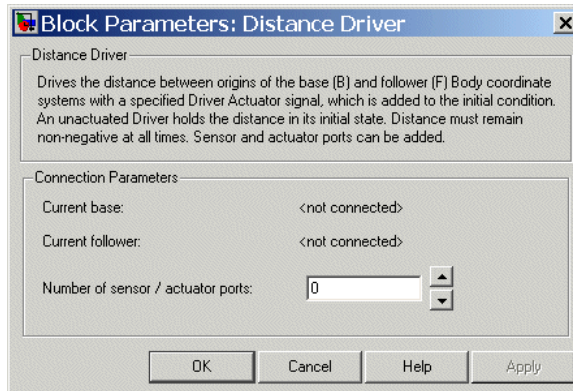 Block Parameters: Distance Driver
Distance Driver
Drives the distance between origins of the base (B) and follower (F) Body coordinate
systems with a specified Driver Actuator signal, which is added to the initial condition.
An unactuated Driver holds the distance in its initial state. Distance must remain
non-negative at all times. Sensor and actuator ports can be added.
Connection Parameters
Current base: <not connected>
Current follower: <not connected>
Number of sensor / actuator ports: 0
OK Cancel Help Apply